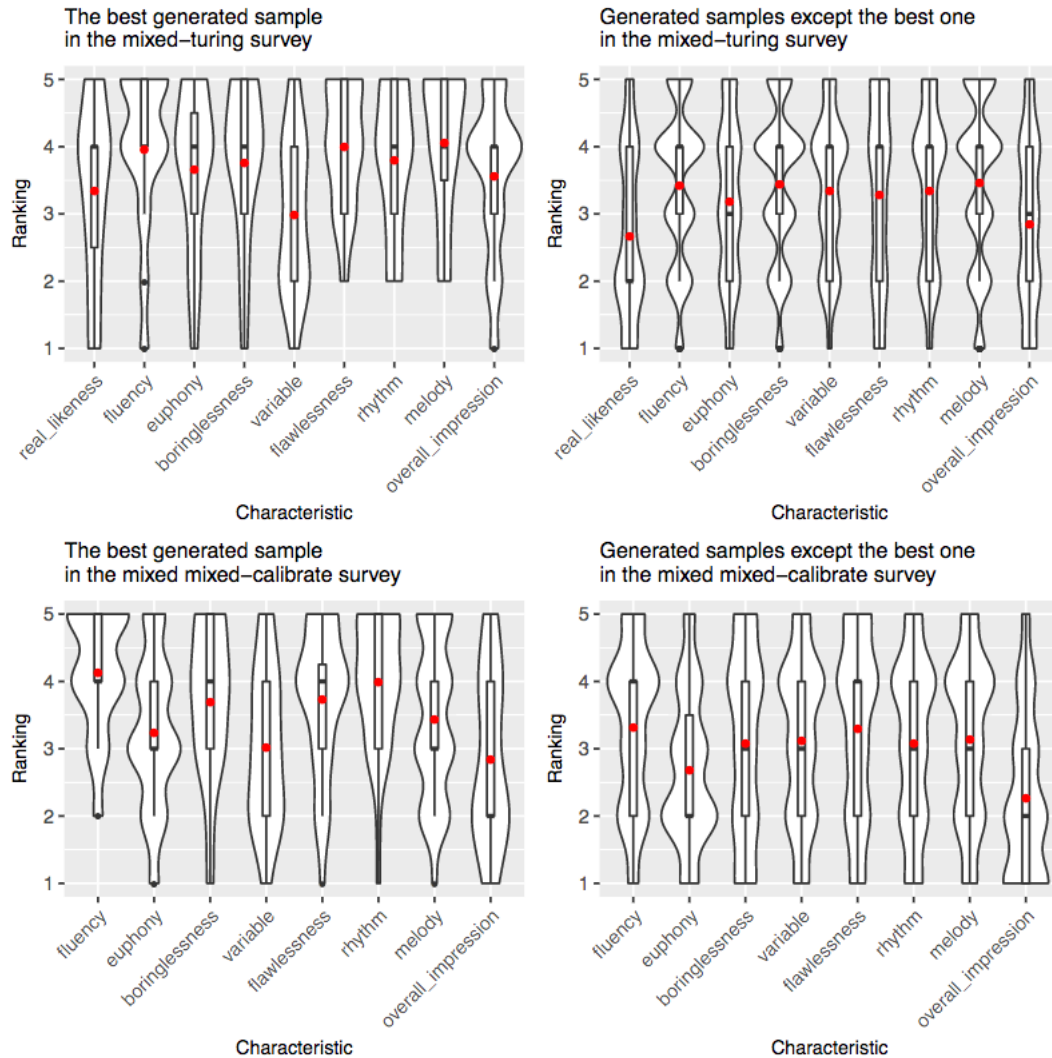 The best generated sample
in the mixed-turing survey
5
4
3
2
1
Ranking
real_likeness
fluency
euphony
boringlessness
variable
flawlessness
rhythm
melody
overall_impression
Characteristic
Generated samples except the best one
in the mixed-turing survey
5
4
3
2
1
Ranking
real_likeness
fluency
euphony
boringlessness
variable
flawlessness
rhythm
melody
overall_impression
Characteristic
The best generated sample
in the mixed mixed-calibrate survey
5
4
3
2
1
Ranking
fluency
euphony
boringlessness
variable
flawlessness
rhythm
melody
overall_impression
Characteristic
Generated samples except the best one
in the mixed mixed-calibrate survey
5
4
3
2
1
Ranking
fluency
euphony
boringlessness
variable
flawlessness
rhythm
melody
overall_impression
Characteristic